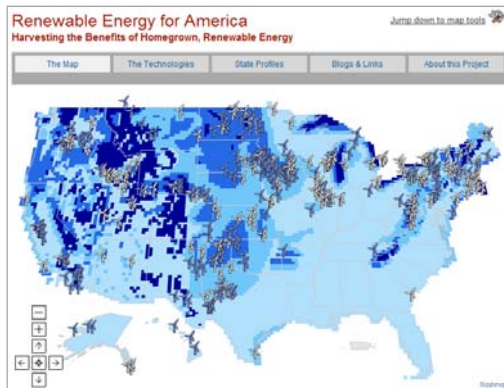 Renewable Energy for America
Jump down to map tools
Harvesting the Benefits of Homegrown, Renewable Energy
The Map
The Technologies
State Profiles
Blogs & Links
About this Project